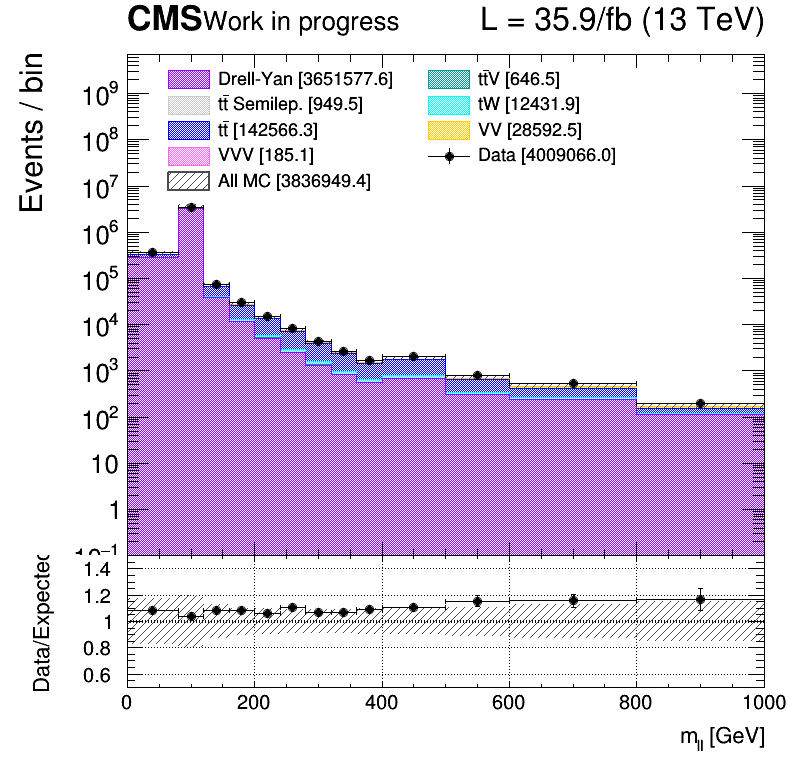 CMS Work in progress L = 35.9/fb (13 TeV)
Events / bin
Drell-Yan [3651577.6]
tt̄ Semilep. [949.5]
tt̄ [142566.3]
VVV [185.1]
All MC [3836949.4]
tt̄V [646.5]
tW [12431.9]
VV [28592.5]
Data [4009066.0]
10⁹
10⁸
10⁷
10⁶
10⁵
10⁴
10³
10²
10
1
10⁻¹
Data/Expected
1.4
1.2
1
0.8
0.6
0 200 400 600 800 1000
m_ll [GeV]